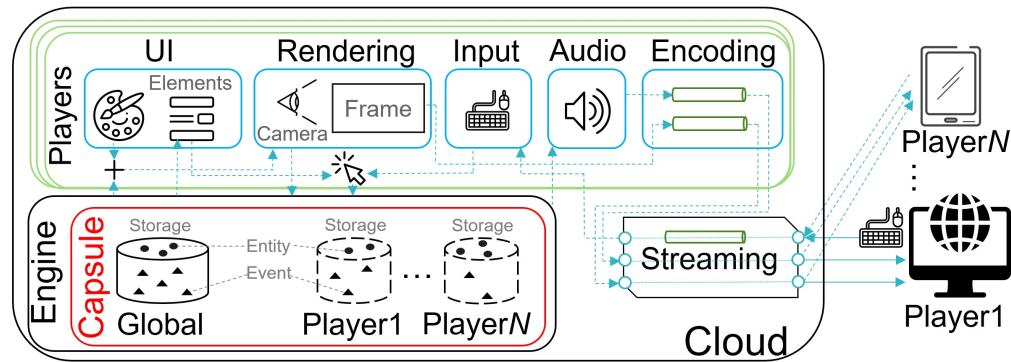 UI
Rendering
Input
Audio
Encoding
Elements
Frame
Camera
Players
PlayerN
Storage
Storage
Storage
Entity
Event
Engine
Capsule
Global
Player1
PlayerN
Streaming
Cloud
Player1